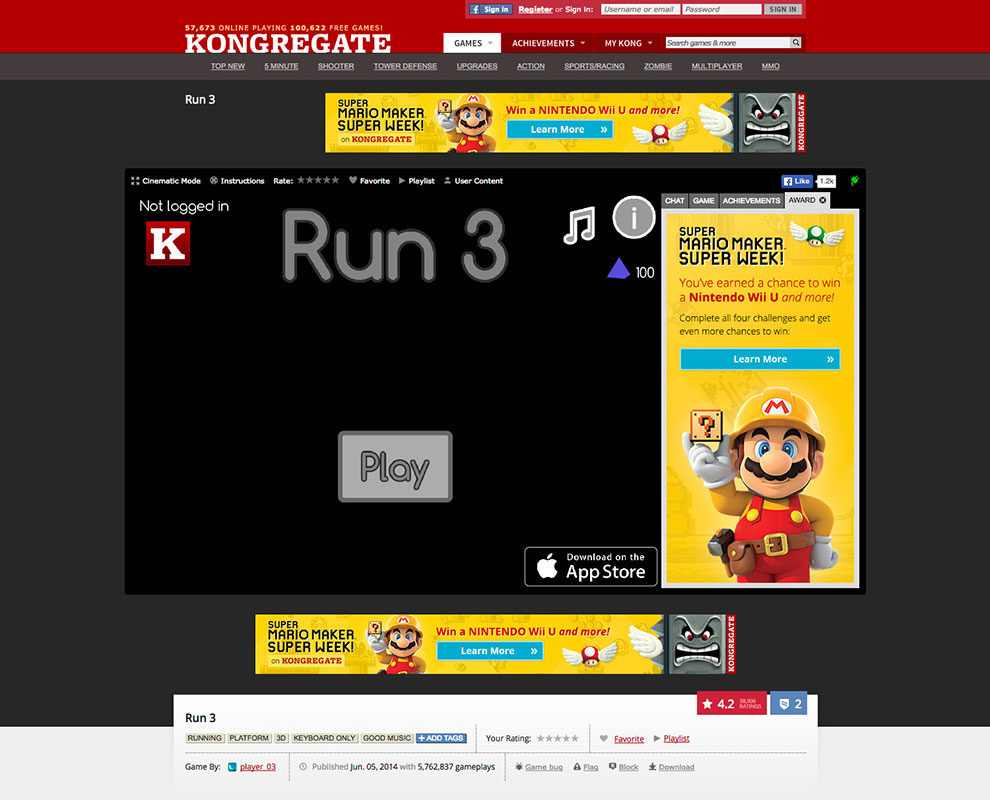 Sign in Register or Sign In: Username or email Password SIGN IN
57,673 ONLINE PLAYING 100,622 FREE GAMES!
KONGREGATE
GAMES ACHIEVEMENTS MY KONG Search games & more
TOP NEW 5 MINUTE SHOOTER TOWER DEFENSE UPGRADES ACTION SPORTS/RACING ZOMBIE MULTIPLAYER MMO
Run 3
SUPER
MARIO MAKER
SUPER WEEK!
on KONGREGATE
?
M
Win a NINTENDO Wii U and more!
Learn More »
KONGREGATE
Cinematic Mode Instructions Rate: Favorite Playlist User Content
Like 1.2k
Not logged in
K
Run 3
i
100
Play
Download on the
App Store
CHAT GAME ACHIEVEMENTS AWARD
SUPER
MARIO MAKER
SUPER WEEK!
You've earned a chance to win
a Nintendo Wii U and more!
Complete all four challenges and get
even more chances to win:
Learn More »
?
M
SUPER
MARIO MAKER
SUPER WEEK!
on KONGREGATE
?
M
Win a NINTENDO Wii U and more!
Learn More »
KONGREGATE
Run 3
4.2 38,906 RATINGS 2
RUNNING PLATFORM 3D KEYBOARD ONLY GOOD MUSIC + ADD TAGS
Your Rating: Favorite Playlist
Game By: player_03 Published Jun. 05, 2014 with 5,762,837 gameplays Game bug Flag Block Download